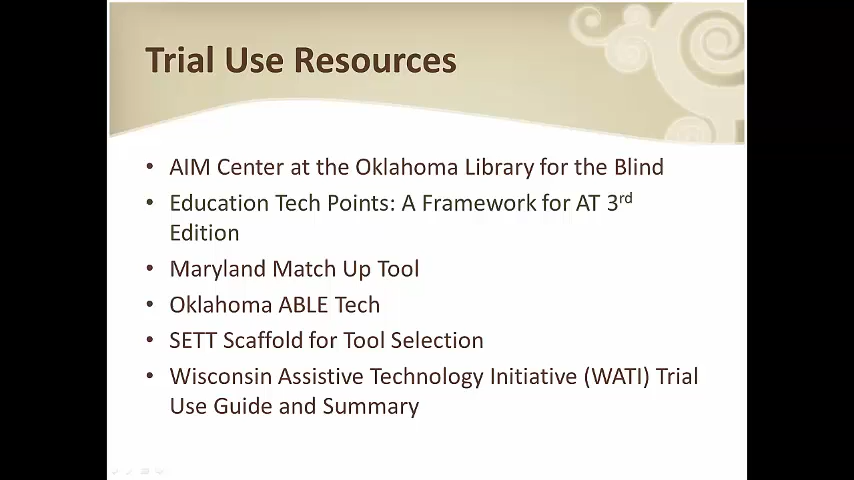 Trial Use Resources
• AIM Center at the Oklahoma Library for the Blind
• Education Tech Points: A Framework for AT 3rd
Edition
• Maryland Match Up Tool
• Oklahoma ABLE Tech
• SETT Scaffold for Tool Selection
• Wisconsin Assistive Technology Initiative (WATI) Trial
Use Guide and Summary